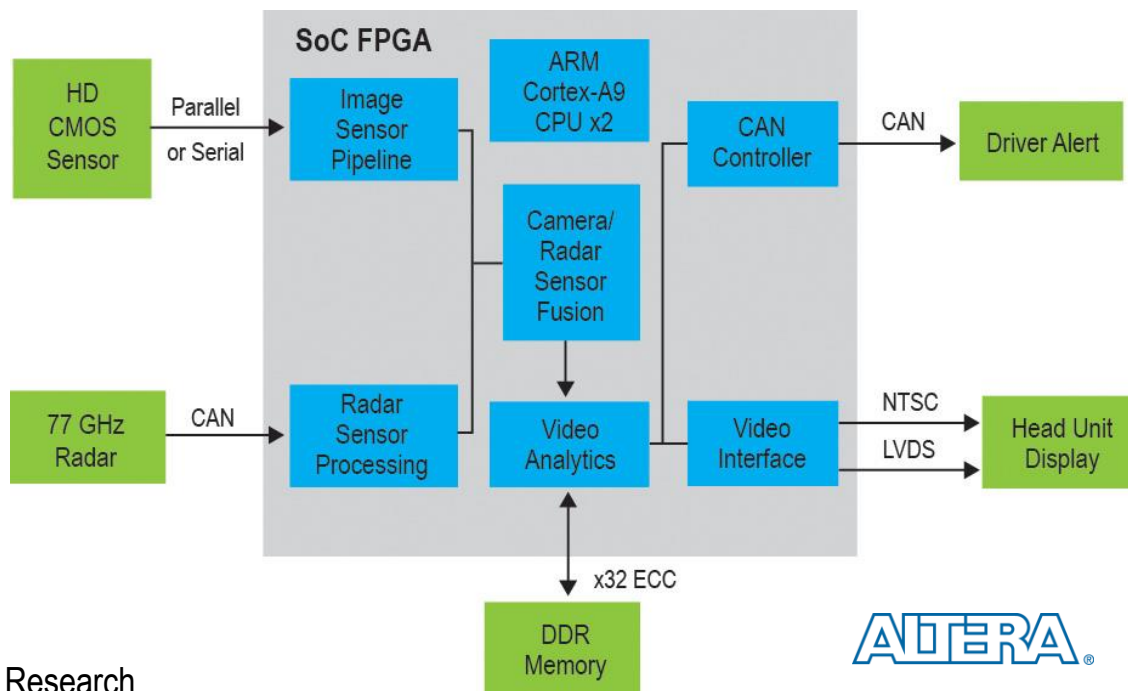 SoC FPGA
HD
CMOS
Sensor
Parallel
or Serial
Image
Sensor
Pipeline
ARM
Cortex-A9
CPU x2
CAN
Controller
CAN
Driver Alert
Camera/
Radar
Sensor
Fusion
77 GHz
Radar
CAN
Radar
Sensor
Processing
Video
Analytics
Video
Interface
NTSC
LVDS
Head Unit
Display
x32 ECC
DDR
Memory
ALTERA®
Research